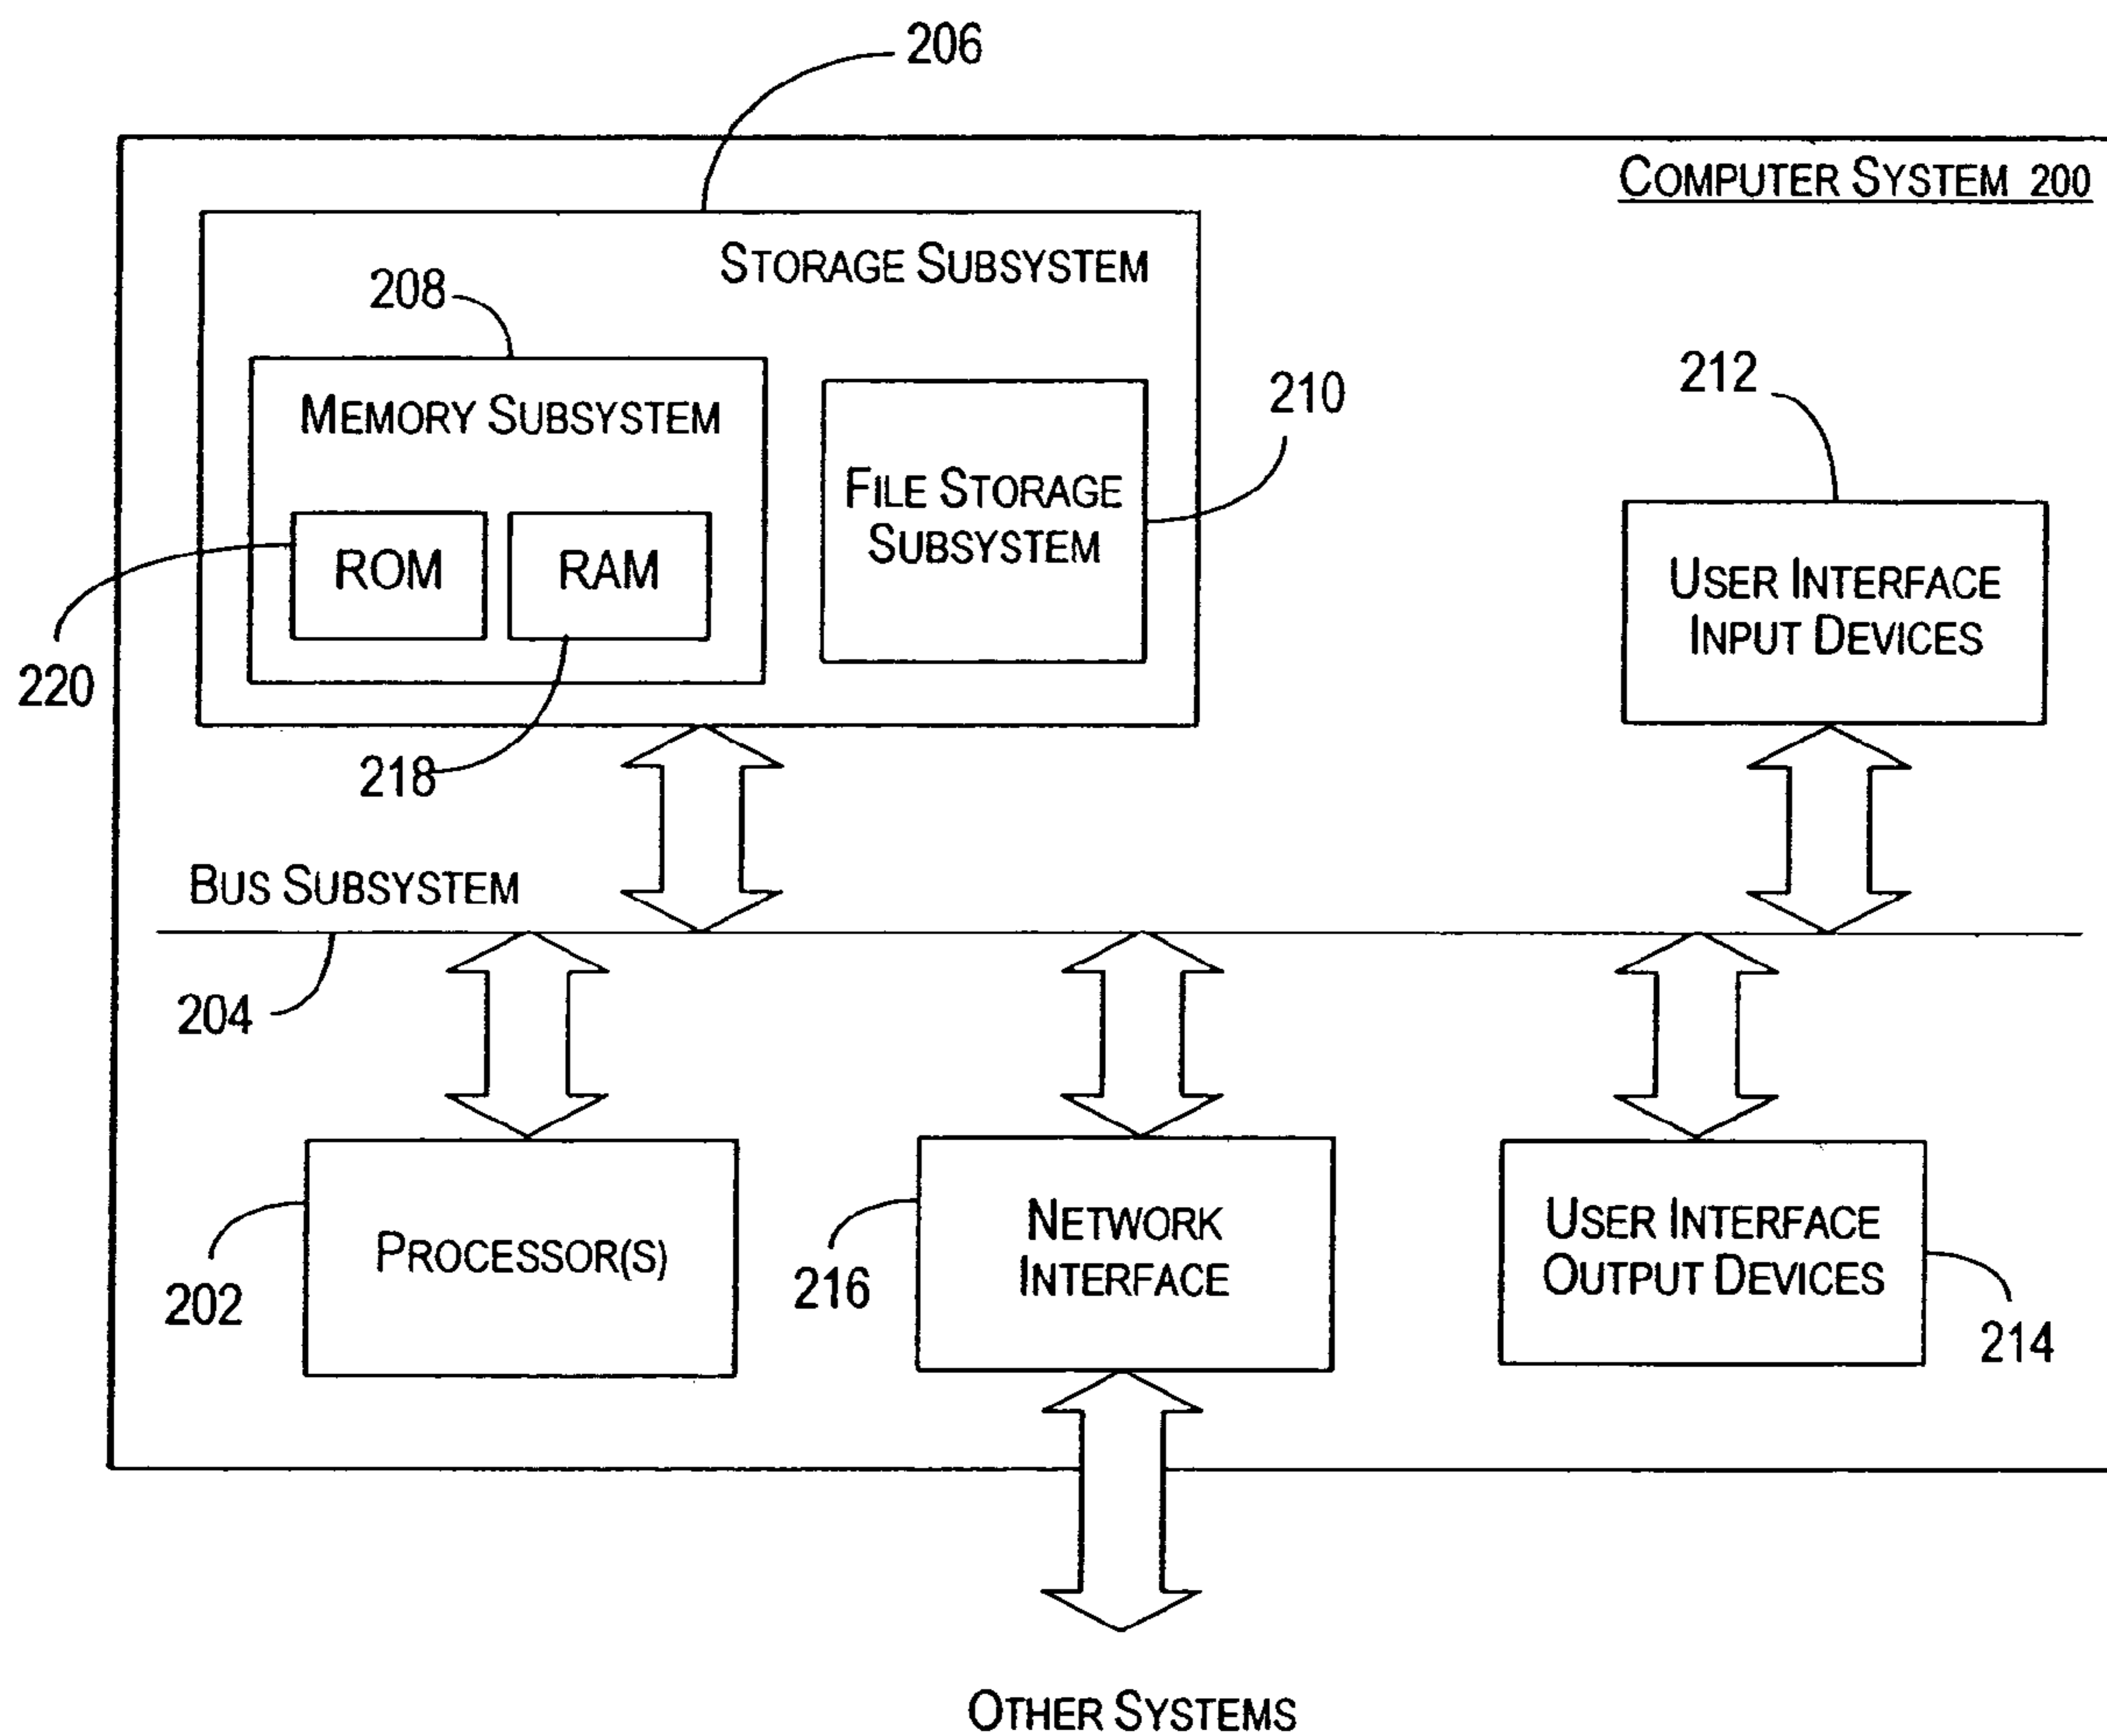 206
COMPUTER SYSTEM 200
STORAGE SUBSYSTEM
208
MEMORY SUBSYSTEM
210
212
FILE STORAGE
SUBSYSTEM
ROM
RAM
USER INTERFACE
INPUT DEVICES
220
218
BUS SUBSYSTEM
204
PROCESSOR(S)
202
NETWORK
INTERFACE
216
USER INTERFACE
OUTPUT DEVICES
214
OTHER SYSTEMS